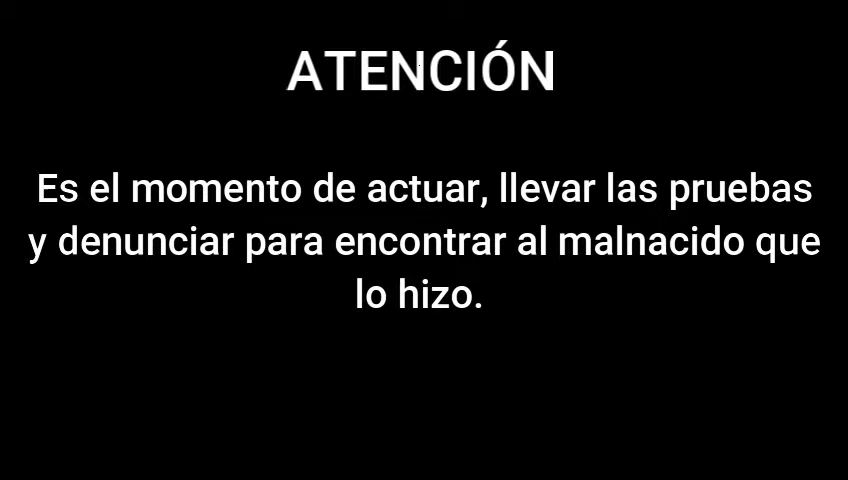 ATENCIÓN
Es el momento de actuar, llevar las pruebas
y denunciar para encontrar al malnacido que
lo hizo.